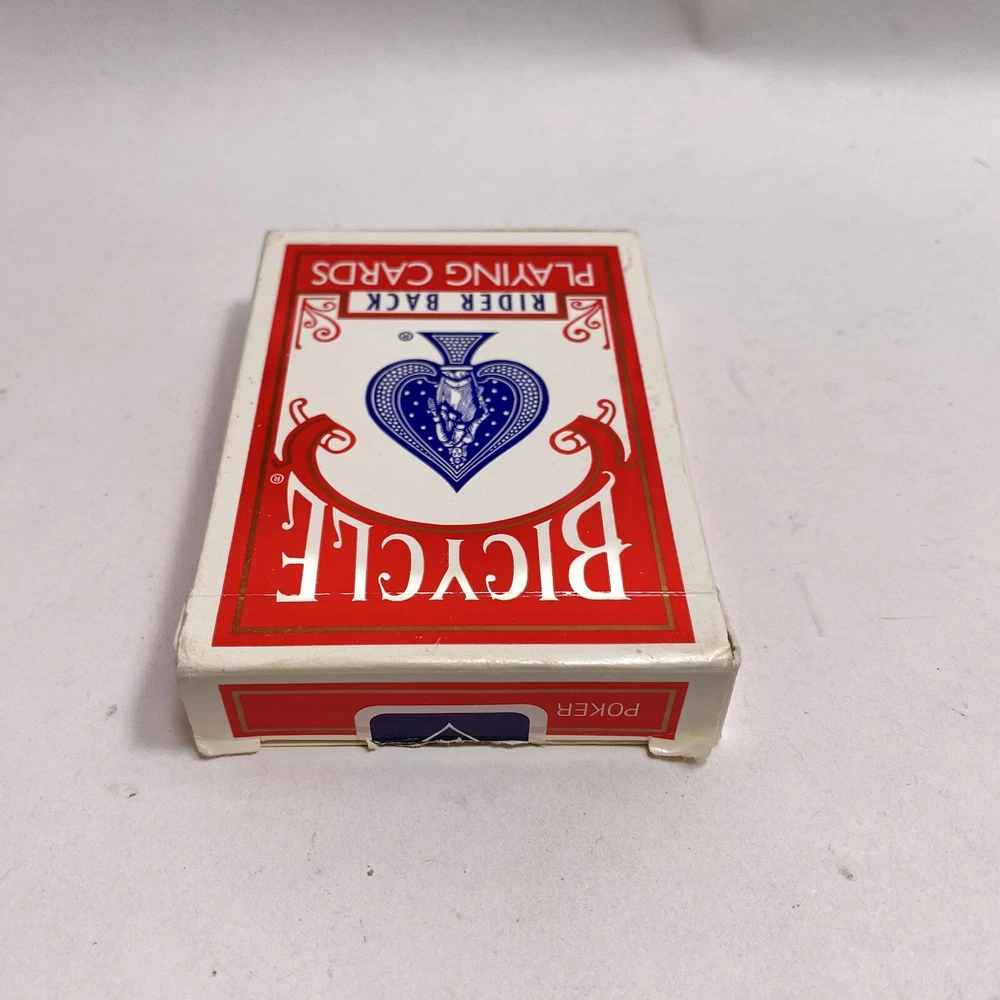 BICYCLE®
®
RIDER BACK
PLAYING CARDS
POKER